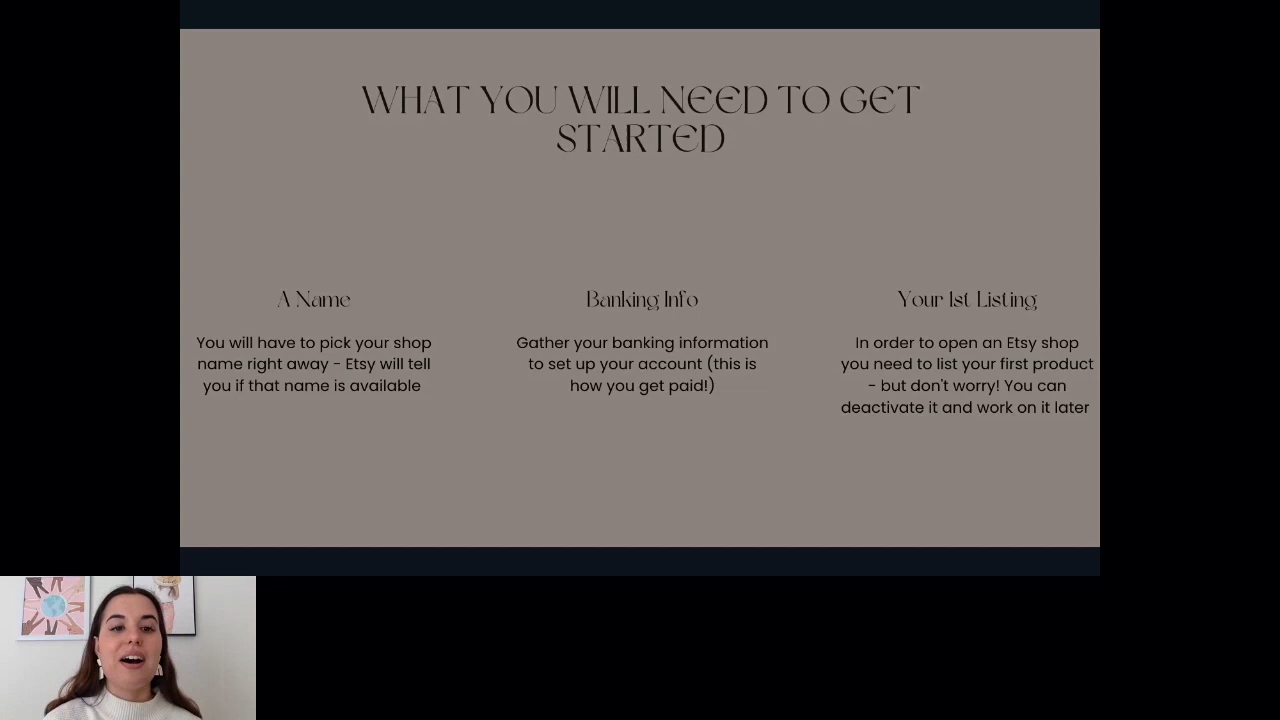 WHAT YOU WILL NEED TO GET
STARTED
A Name
You will have to pick your shop
name right away - Etsy will tell
you if that name is available
Banking Info
Gather your banking information
to set up your account (this is
how you get paid!)
Your 1st Listing
In order to open an Etsy shop
you need to list your first product
- but don't worry! You can
deactivate it and work on it later